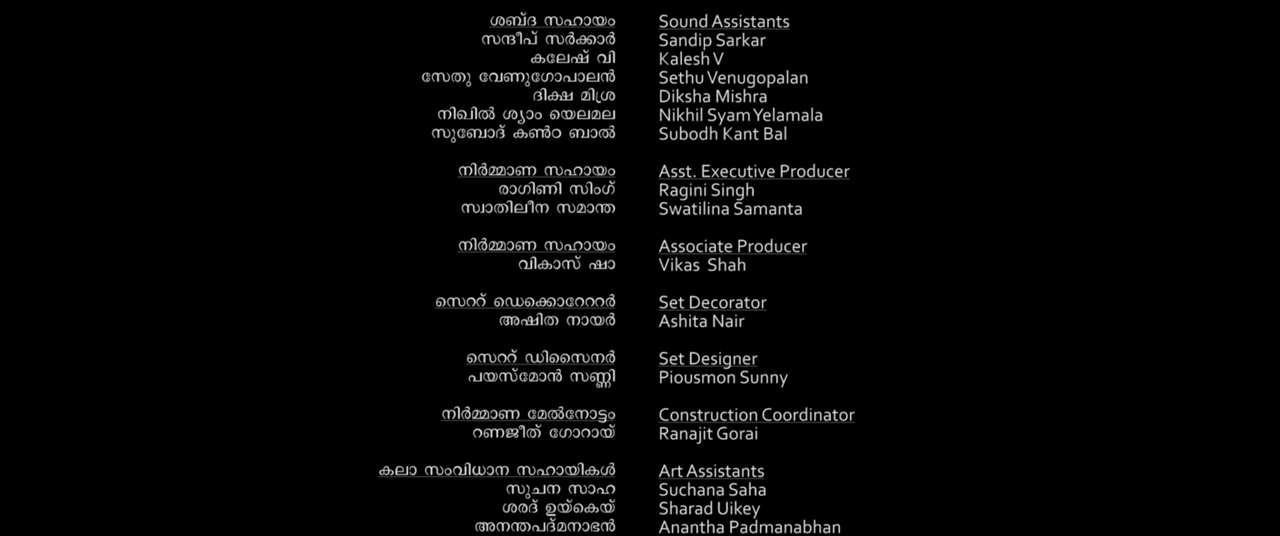 ശബ്ദ സഹായം Sound Assistants
സന്ദീപ് സർക്കാർ Sandip Sarkar
കലേഷ് വി Kalesh V
സേതു വേണുഗോപാലൻ Sethu Venugopalan
ദിക്ഷ മിശ്ര Diksha Mishra
നിഖിൽ ശ്യാം യെലമല Nikhil Syam Yelamala
സുബോദ് കൺഠ ബാൽ Subodh Kant Bal
നിർമ്മാണ സഹായം Asst. Executive Producer
രാഗിണി സിംഗ് Ragini Singh
സ്വാതിലീന സമാന്ത Swatilina Samanta
നിർമ്മാണ സഹായം Associate Producer
വികാസ് ഷാ Vikas Shah
സെററ് ഡെക്കൊറേററർ Set Decorator
അഷിത നായർ Ashita Nair
സെററ് ഡിസൈനർ Set Designer
പയസ്മോൻ സണ്ണി Piousmon Sunny
നിർമ്മാണ മേൽനോട്ടം Construction Coordinator
റണജീത് ഗോറായ് Ranajit Gorai
കലാ സംവിധാന സഹായികൾ Art Assistants
സുചന സാഹ Suchana Saha
ശരദ് ഉയ്കെയ് Sharad Uikey
അനന്തപദ്മനാഭൻ Anantha Padmanabhan